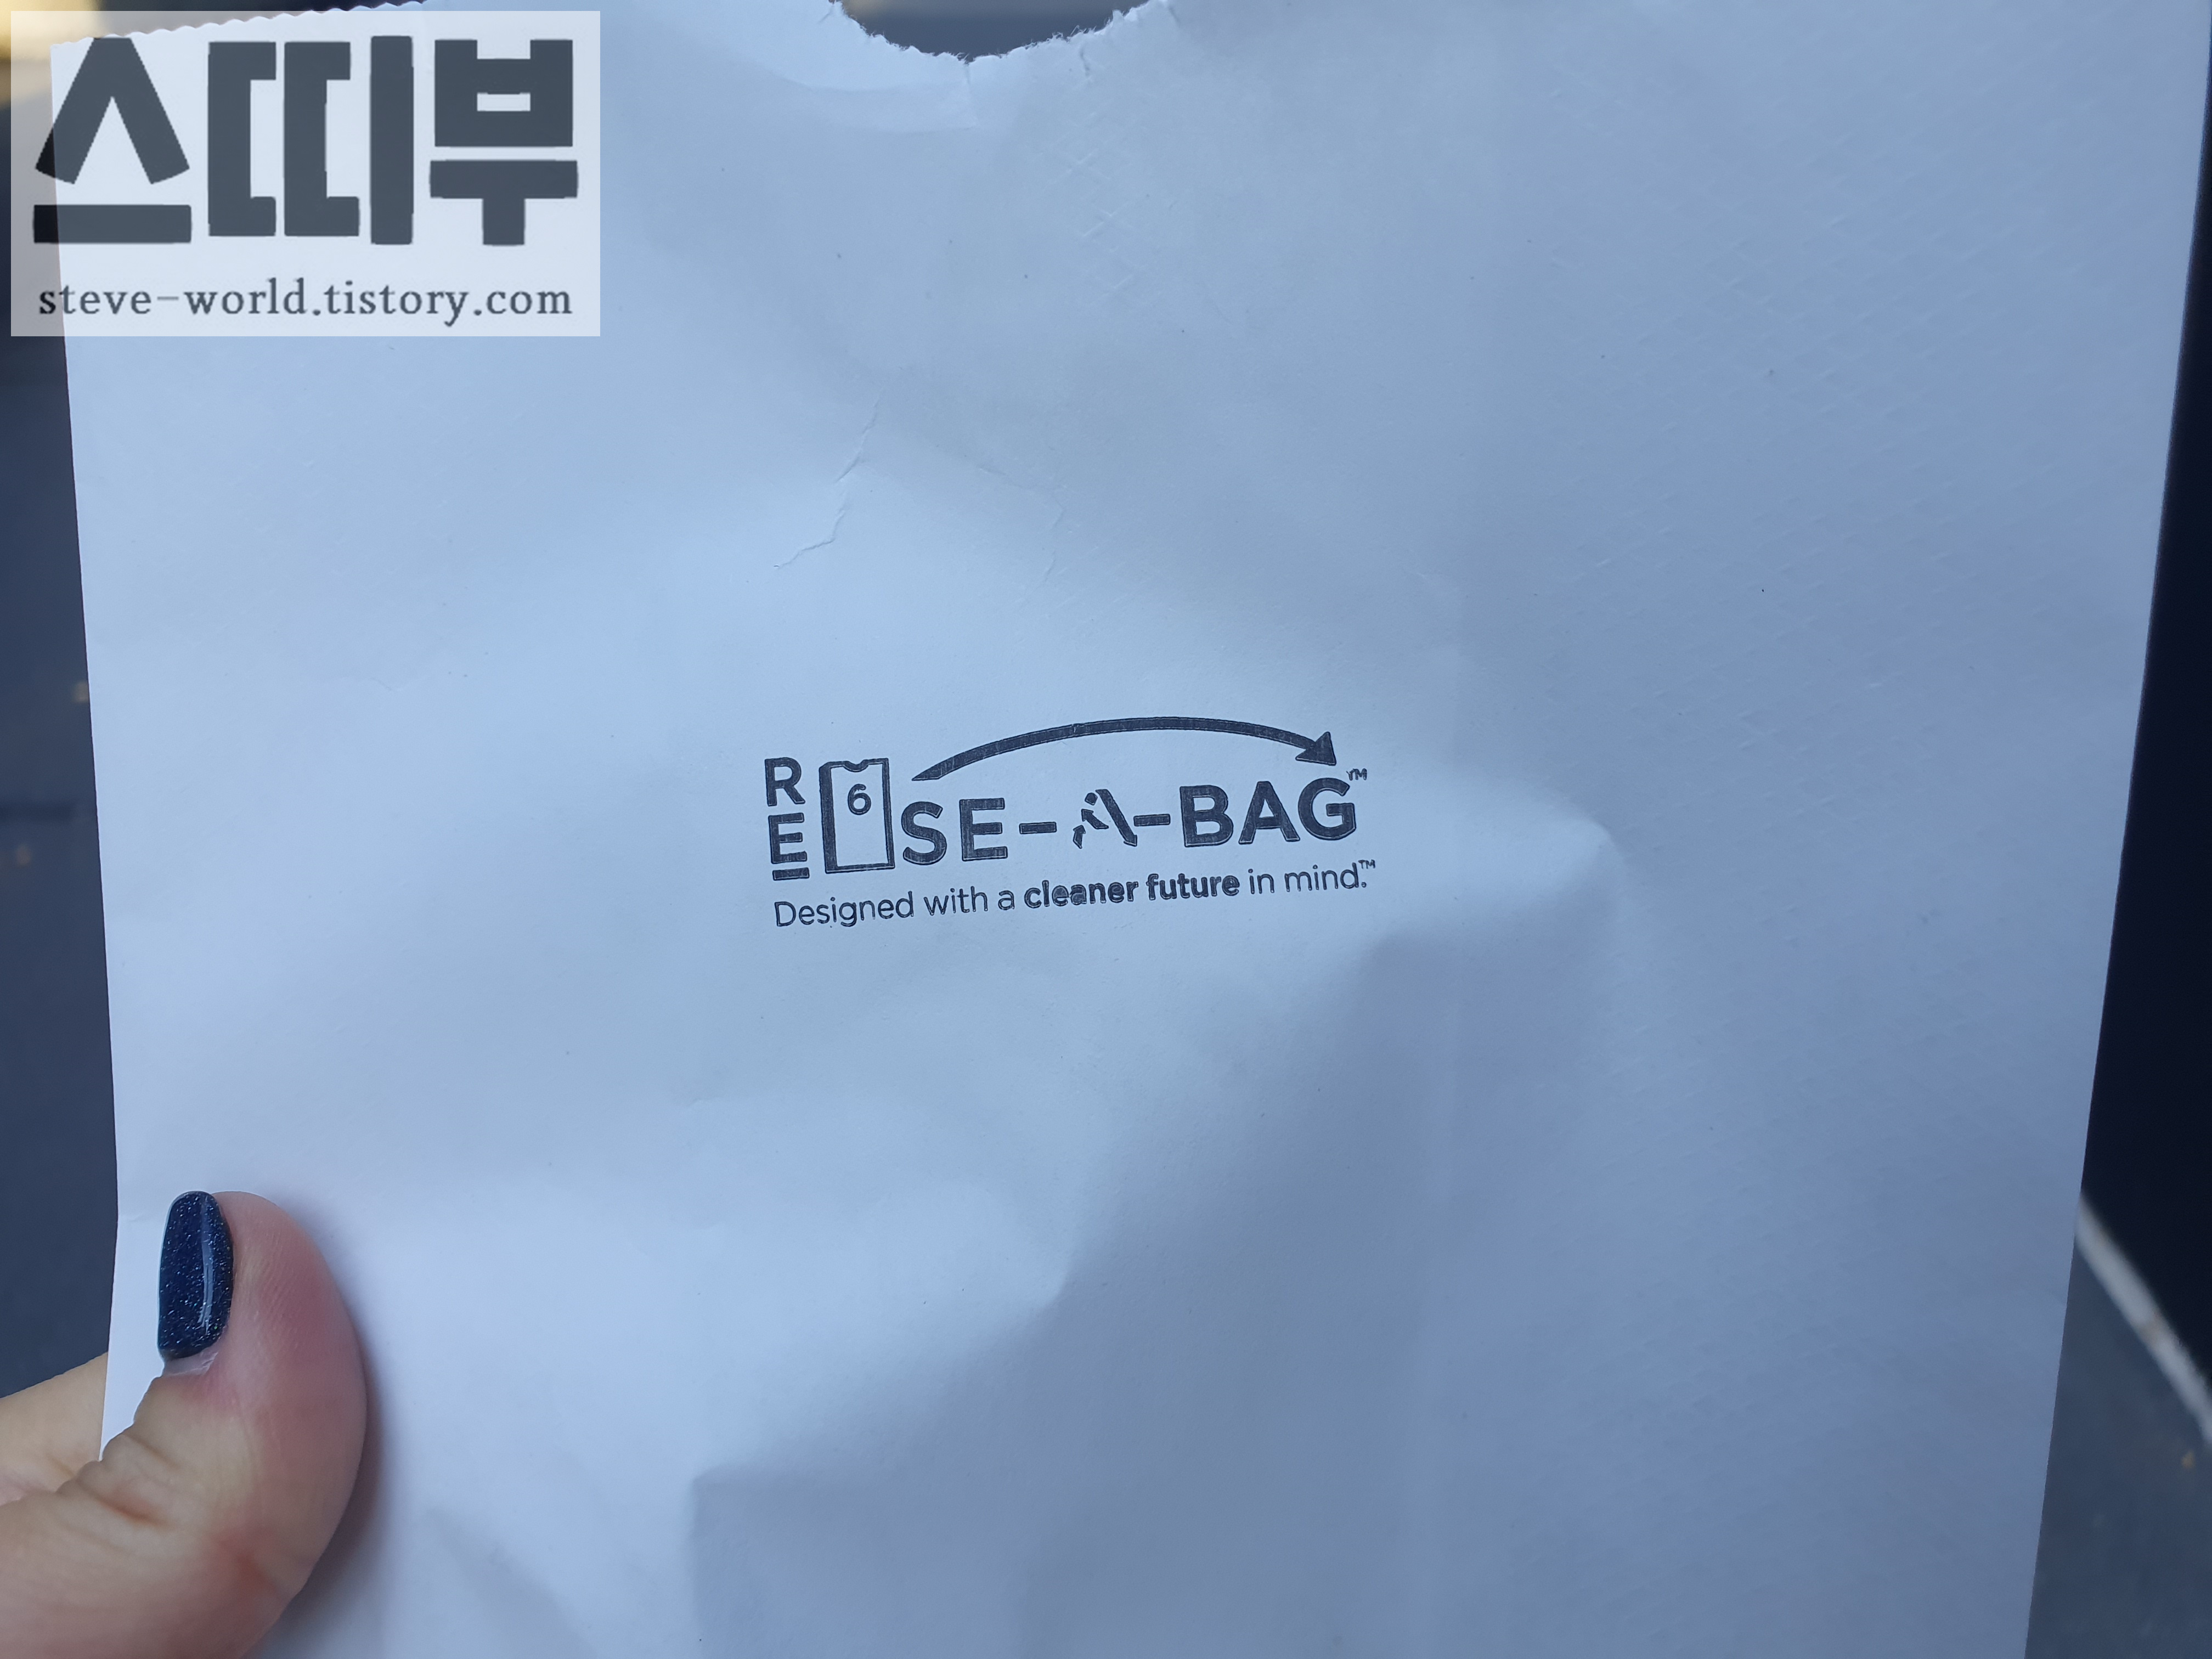 스띠부
steve-world.tistory.com
RE 6 SE-A-BAG™
Designed with a cleaner future in mind.™